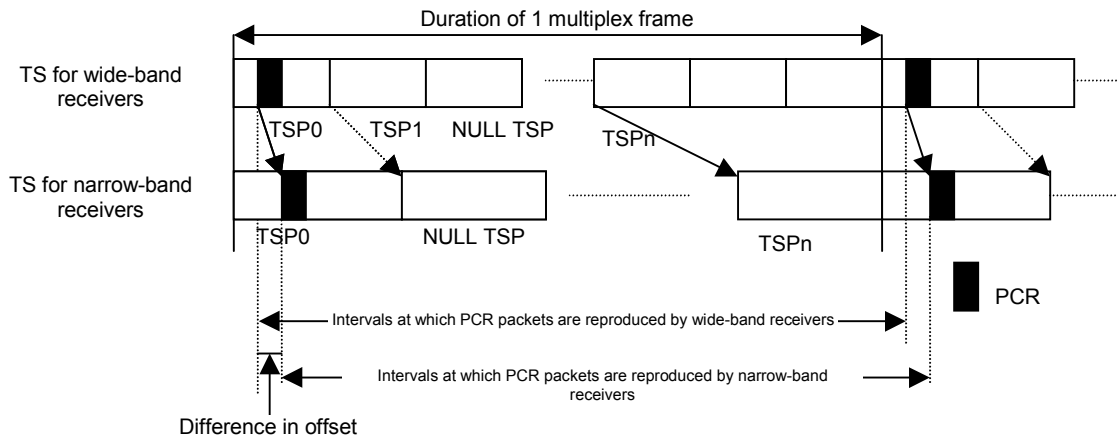 Duration of 1 multiplex frame
TS for wide-band
receivers
TSP0 TSP1 NULL TSP TSPn
TS for narrow-band
receivers
TSP0 NULL TSP TSPn
PCR
Intervals at which PCR packets are reproduced by wide-band receivers
Intervals at which PCR packets are reproduced by narrow-band
receivers
Difference in offset